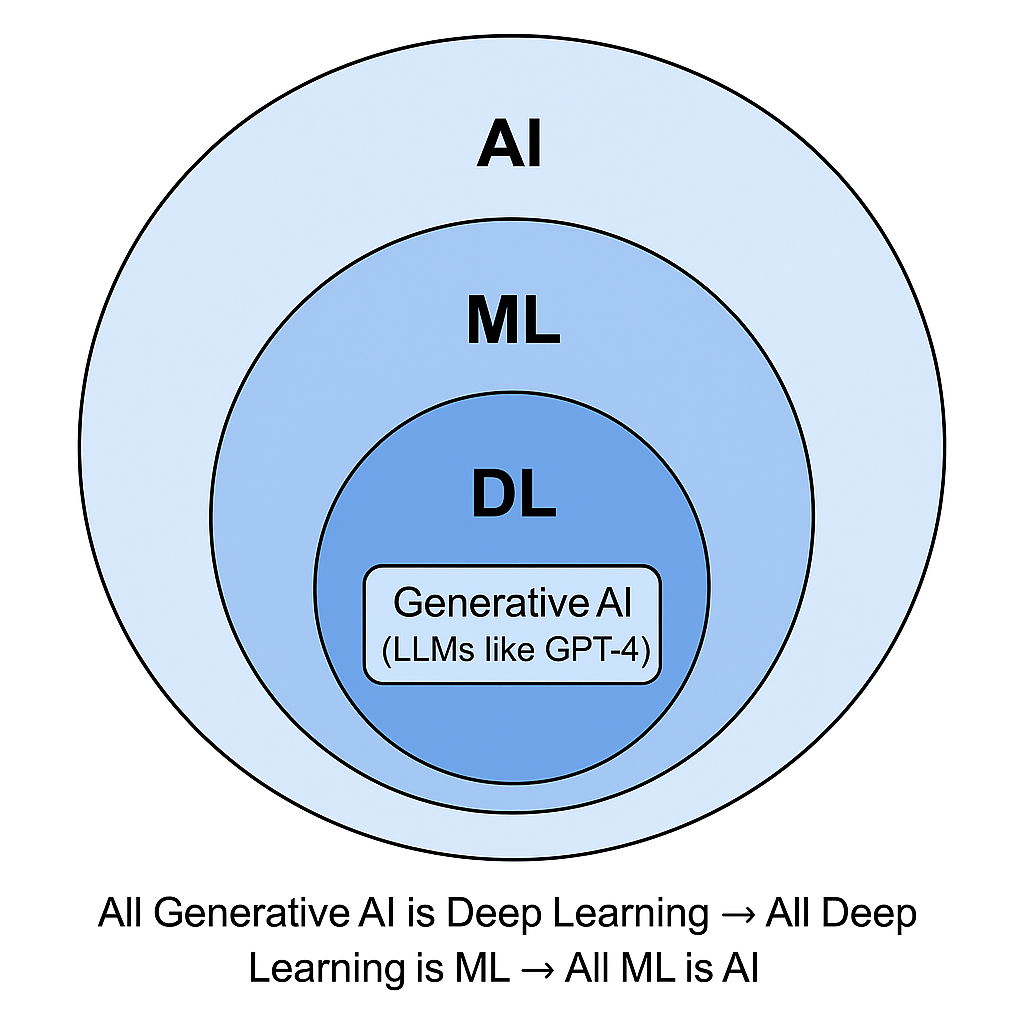 AI
ML
DL
Generative AI
(LLMs like GPT-4)
All Generative AI is Deep Learning → All Deep
Learning is ML → All ML is AI